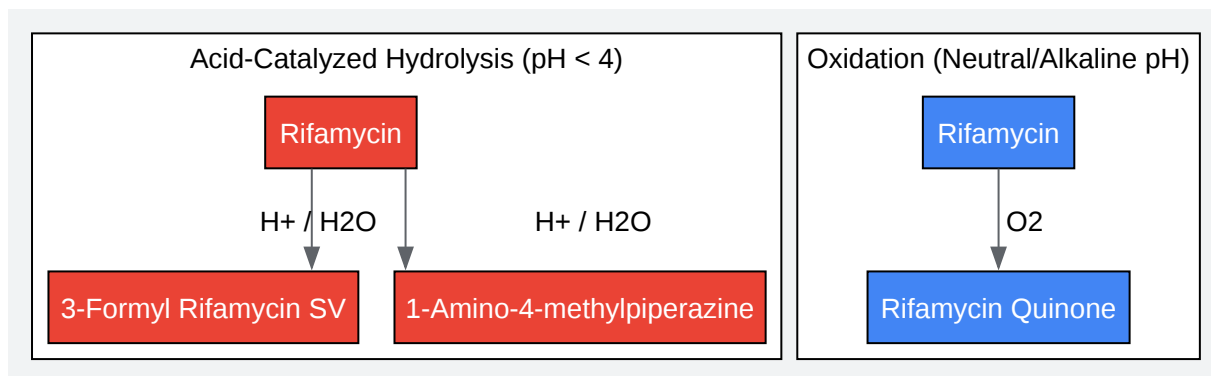 Acid-Catalyzed Hydrolysis (pH < 4)
Rifamycin
H+ / H2O
H+ / H2O
3-Formyl Rifamycin SV
1-Amino-4-methylpiperazine
Oxidation (Neutral/Alkaline pH)
Rifamycin
O2
Rifamycin Quinone